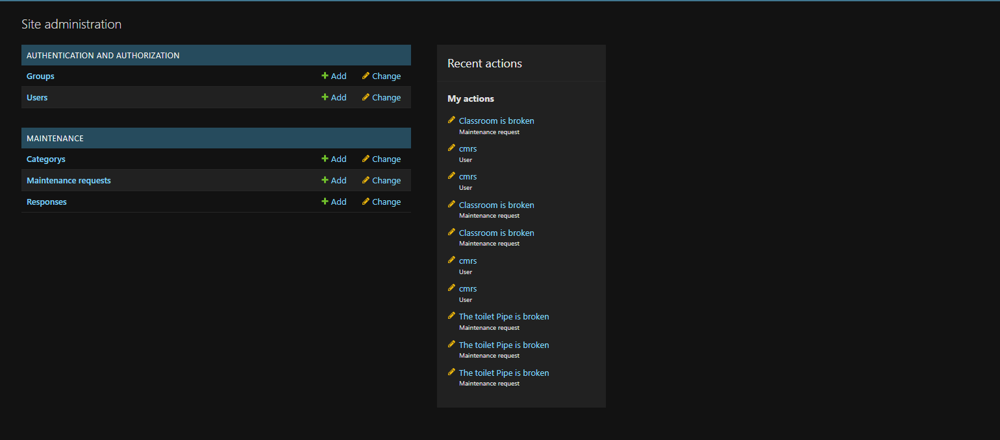 Site administration
AUTHENTICATION AND AUTHORIZATION
Groups Add Change
Users Add Change
MAINTENANCE
Categorys Add Change
Maintenance requests Add Change
Responses Add Change
Recent actions
My actions
Classroom is broken
Maintenance request
cmrs
User
cmrs
User
Classroom is broken
Maintenance request
Classroom is broken
Maintenance request
cmrs
User
cmrs
User
The toilet Pipe is broken
Maintenance request
The toilet Pipe is broken
Maintenance request
The toilet Pipe is broken
Maintenance request